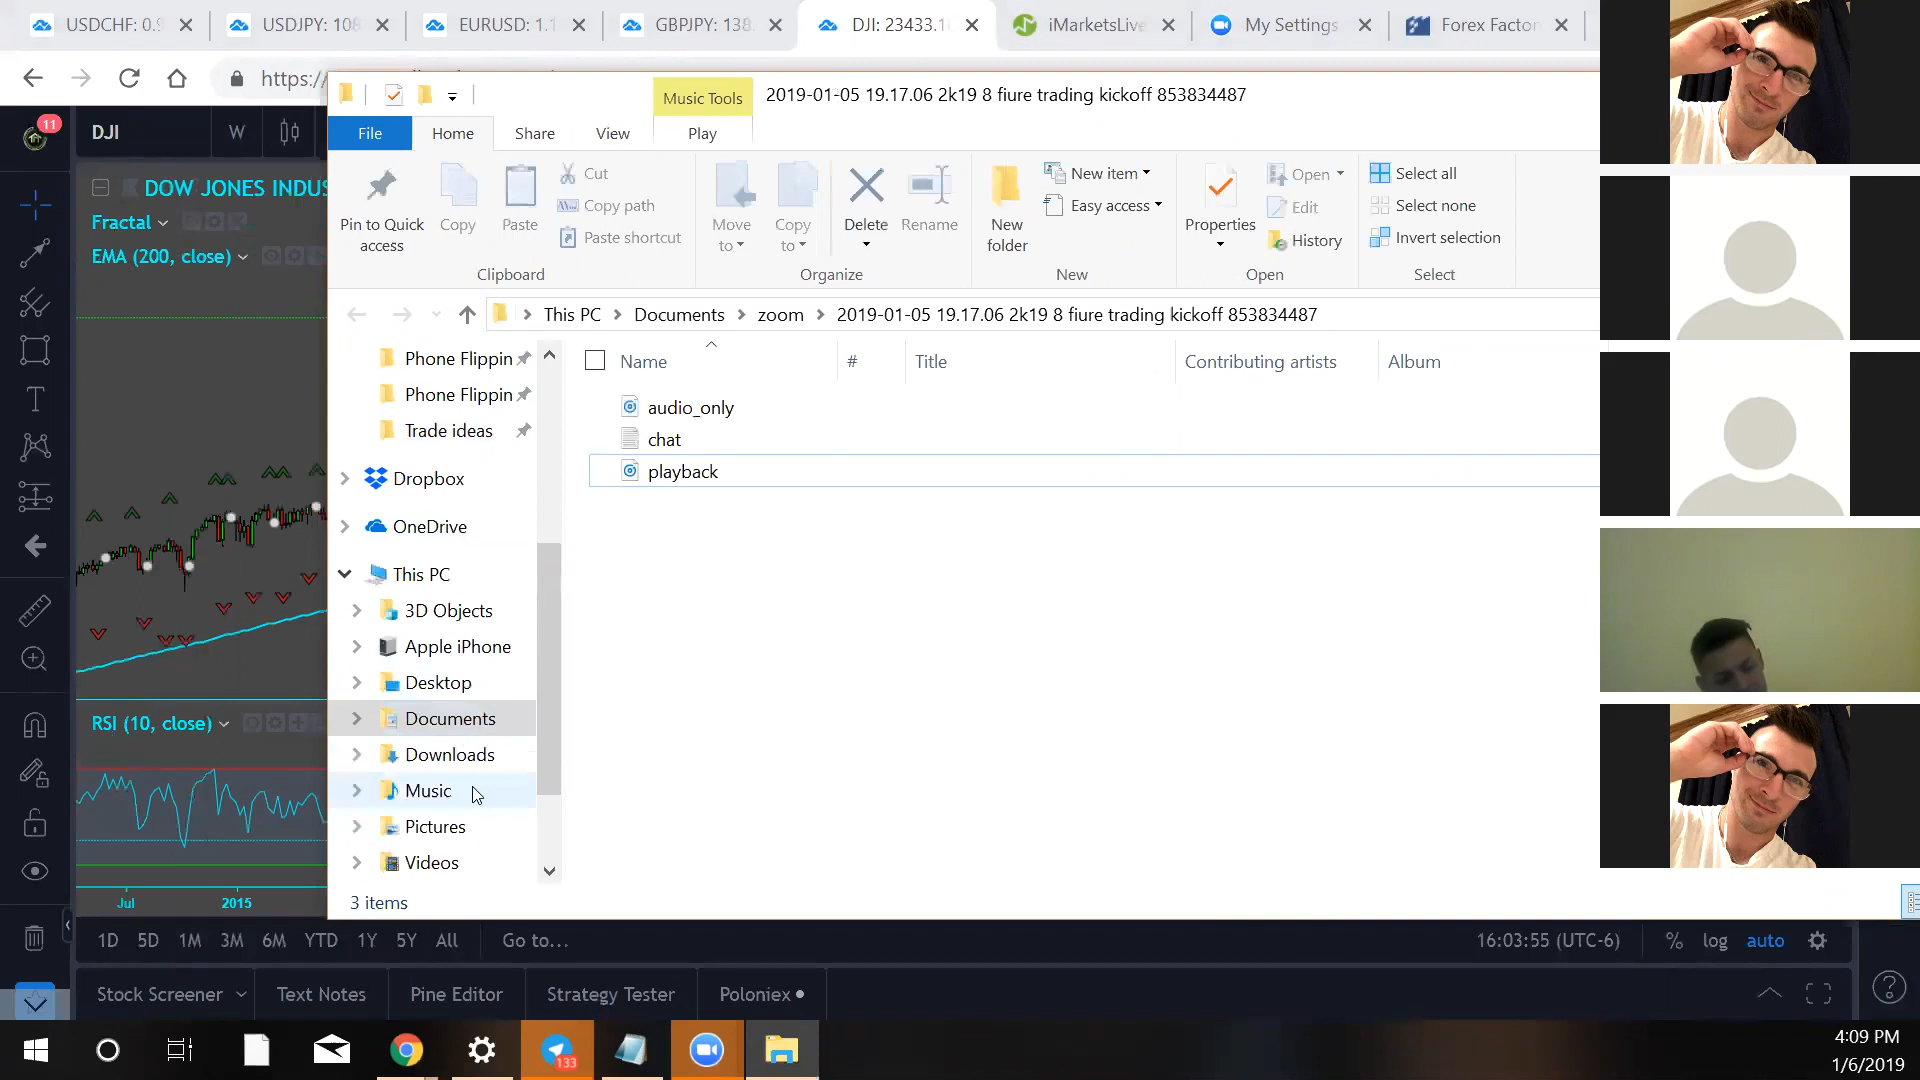 USDCHF: 0.9
USDJPY: 108
EURUSD: 1.1
GBPJPY: 138
DJI: 23433.1
iMarketsLive
My Settings
Forex Factor
https:/
Music Tools
2019-01-05 19.17.06 2k19 8 fiure trading kickoff 853834487
File
Home
Share
View
Play
11
DJI
W
Pin to Quick access
Copy
Paste
Cut
Copy path
Paste shortcut
Clipboard
Move to
Copy to
Delete
Rename
Organize
New folder
New item
Easy access
New
Properties
Open
Edit
History
Open
Select all
Select none
Invert selection
Select
DOW JONES INDUS
Fractal
EMA (200, close)
This PC
Documents
zoom
2019-01-05 19.17.06 2k19 8 fiure trading kickoff 853834487
Name
#
Title
Contributing artists
Album
Phone Flippin
Phone Flippin
Trade ideas
Dropbox
OneDrive
This PC
3D Objects
Apple iPhone
Desktop
Documents
Downloads
Music
Pictures
Videos
audio_only
chat
playback
3 items
RSI (10, close)
Jul
2015
1D
5D
1M
3M
6M
YTD
1Y
5Y
All
Go to...
16:03:55 (UTC-6)
%
log
auto
Stock Screener
Text Notes
Pine Editor
Strategy Tester
Poloniex
133
4:09 PM
1/6/2019